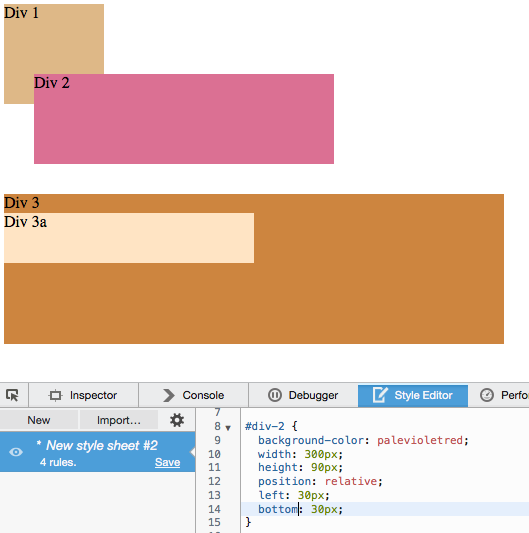 Div 1
Div 2
Div 3
Div 3a
Inspector Console Debugger Style Editor Perfo
New Import...
* New style sheet #2
4 rules. Save
7
8 #div-2 {
9 background-color: palevioletred;
10 width: 300px;
11 height: 90px;
12 position: relative;
13 left: 30px;
14 bottom: 30px;
15 }